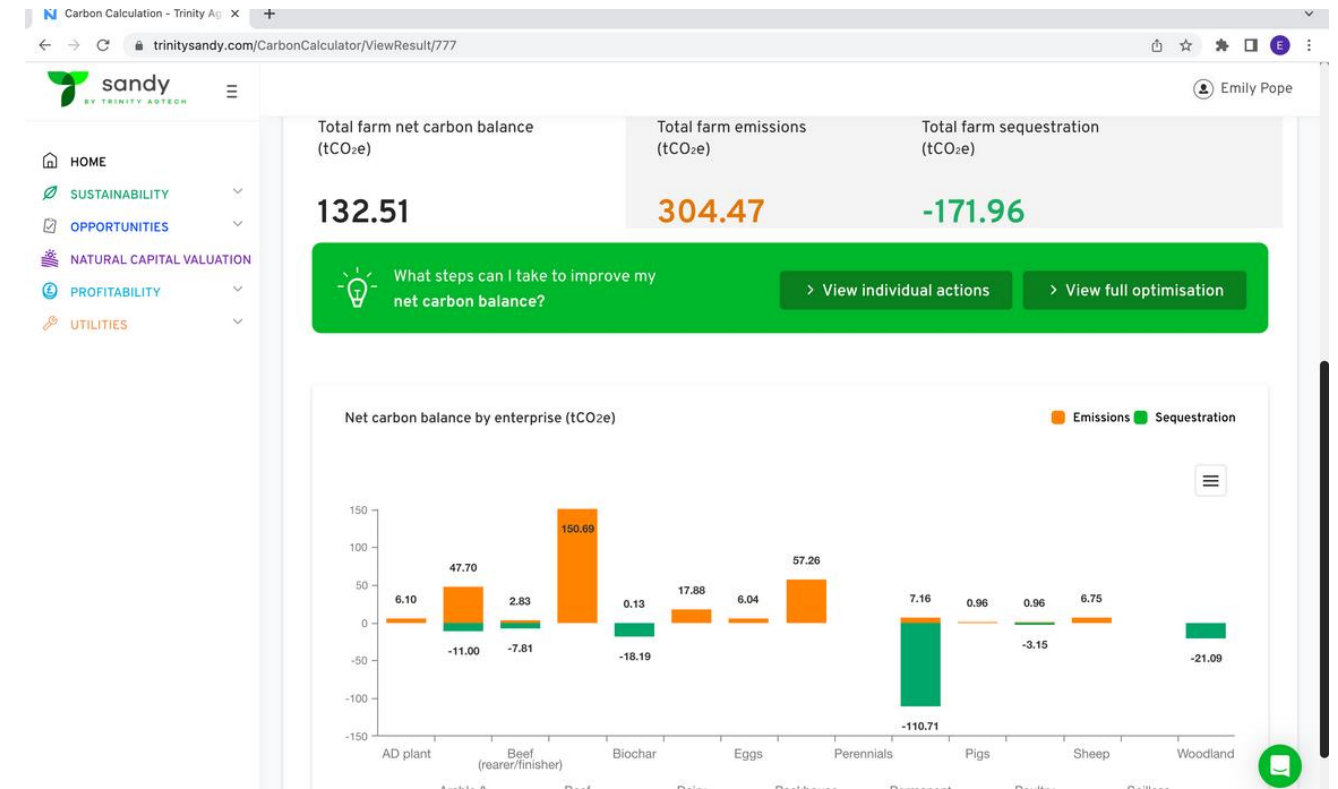 Carbon Calculation - Trinity Ag
trinitysandy.com/CarbonCalculator/ViewResult/777
E
sandy
BY TRINITY AGTECH
Emily Pope
HOME
SUSTAINABILITY
OPPORTUNITIES
NATURAL CAPITAL VALUATION
PROFITABILITY
UTILITIES
Total farm net carbon balance
(tCO₂e)
132.51
Total farm emissions
(tCO₂e)
304.47
Total farm sequestration
(tCO₂e)
-171.96
What steps can I take to improve my
net carbon balance?
> View individual actions
> View full optimisation
Net carbon balance by enterprise (tCO2e)
Emissions
Sequestration
150
100
50
0
-50
-100
-150
6.10
47.70
-11.00
2.83
-7.81
150.69
0.13
-18.19
17.88
6.04
57.26
7.16
-110.71
0.96
0.96
-3.15
6.75
-21.09
AD plant
Beef
(rearer/finisher)
Biochar
Eggs
Perennials
Pigs
Sheep
Woodland